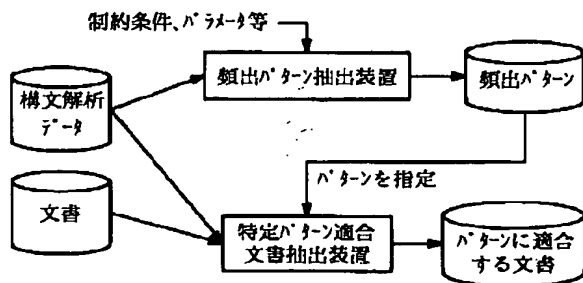 制約条件、パラメータ等
頻出パターン抽出装置
頻出パターン
構文解析
データ
パターンを指定
文書
特定パターン適合
文書抽出装置
パターンに適合
する文書